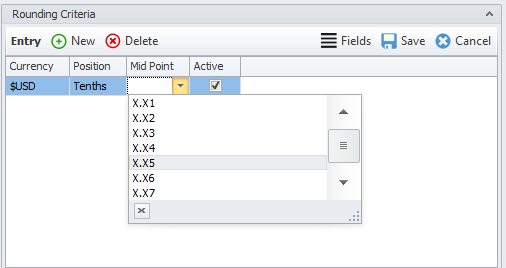 Rounding Criteria
Entry New Delete Fields Save Cancel
Currency Position Mid Point Active
$USD Tenths
X.X1
X.X2
X.X3
X.X4
X.X5
X.X6
X.X7